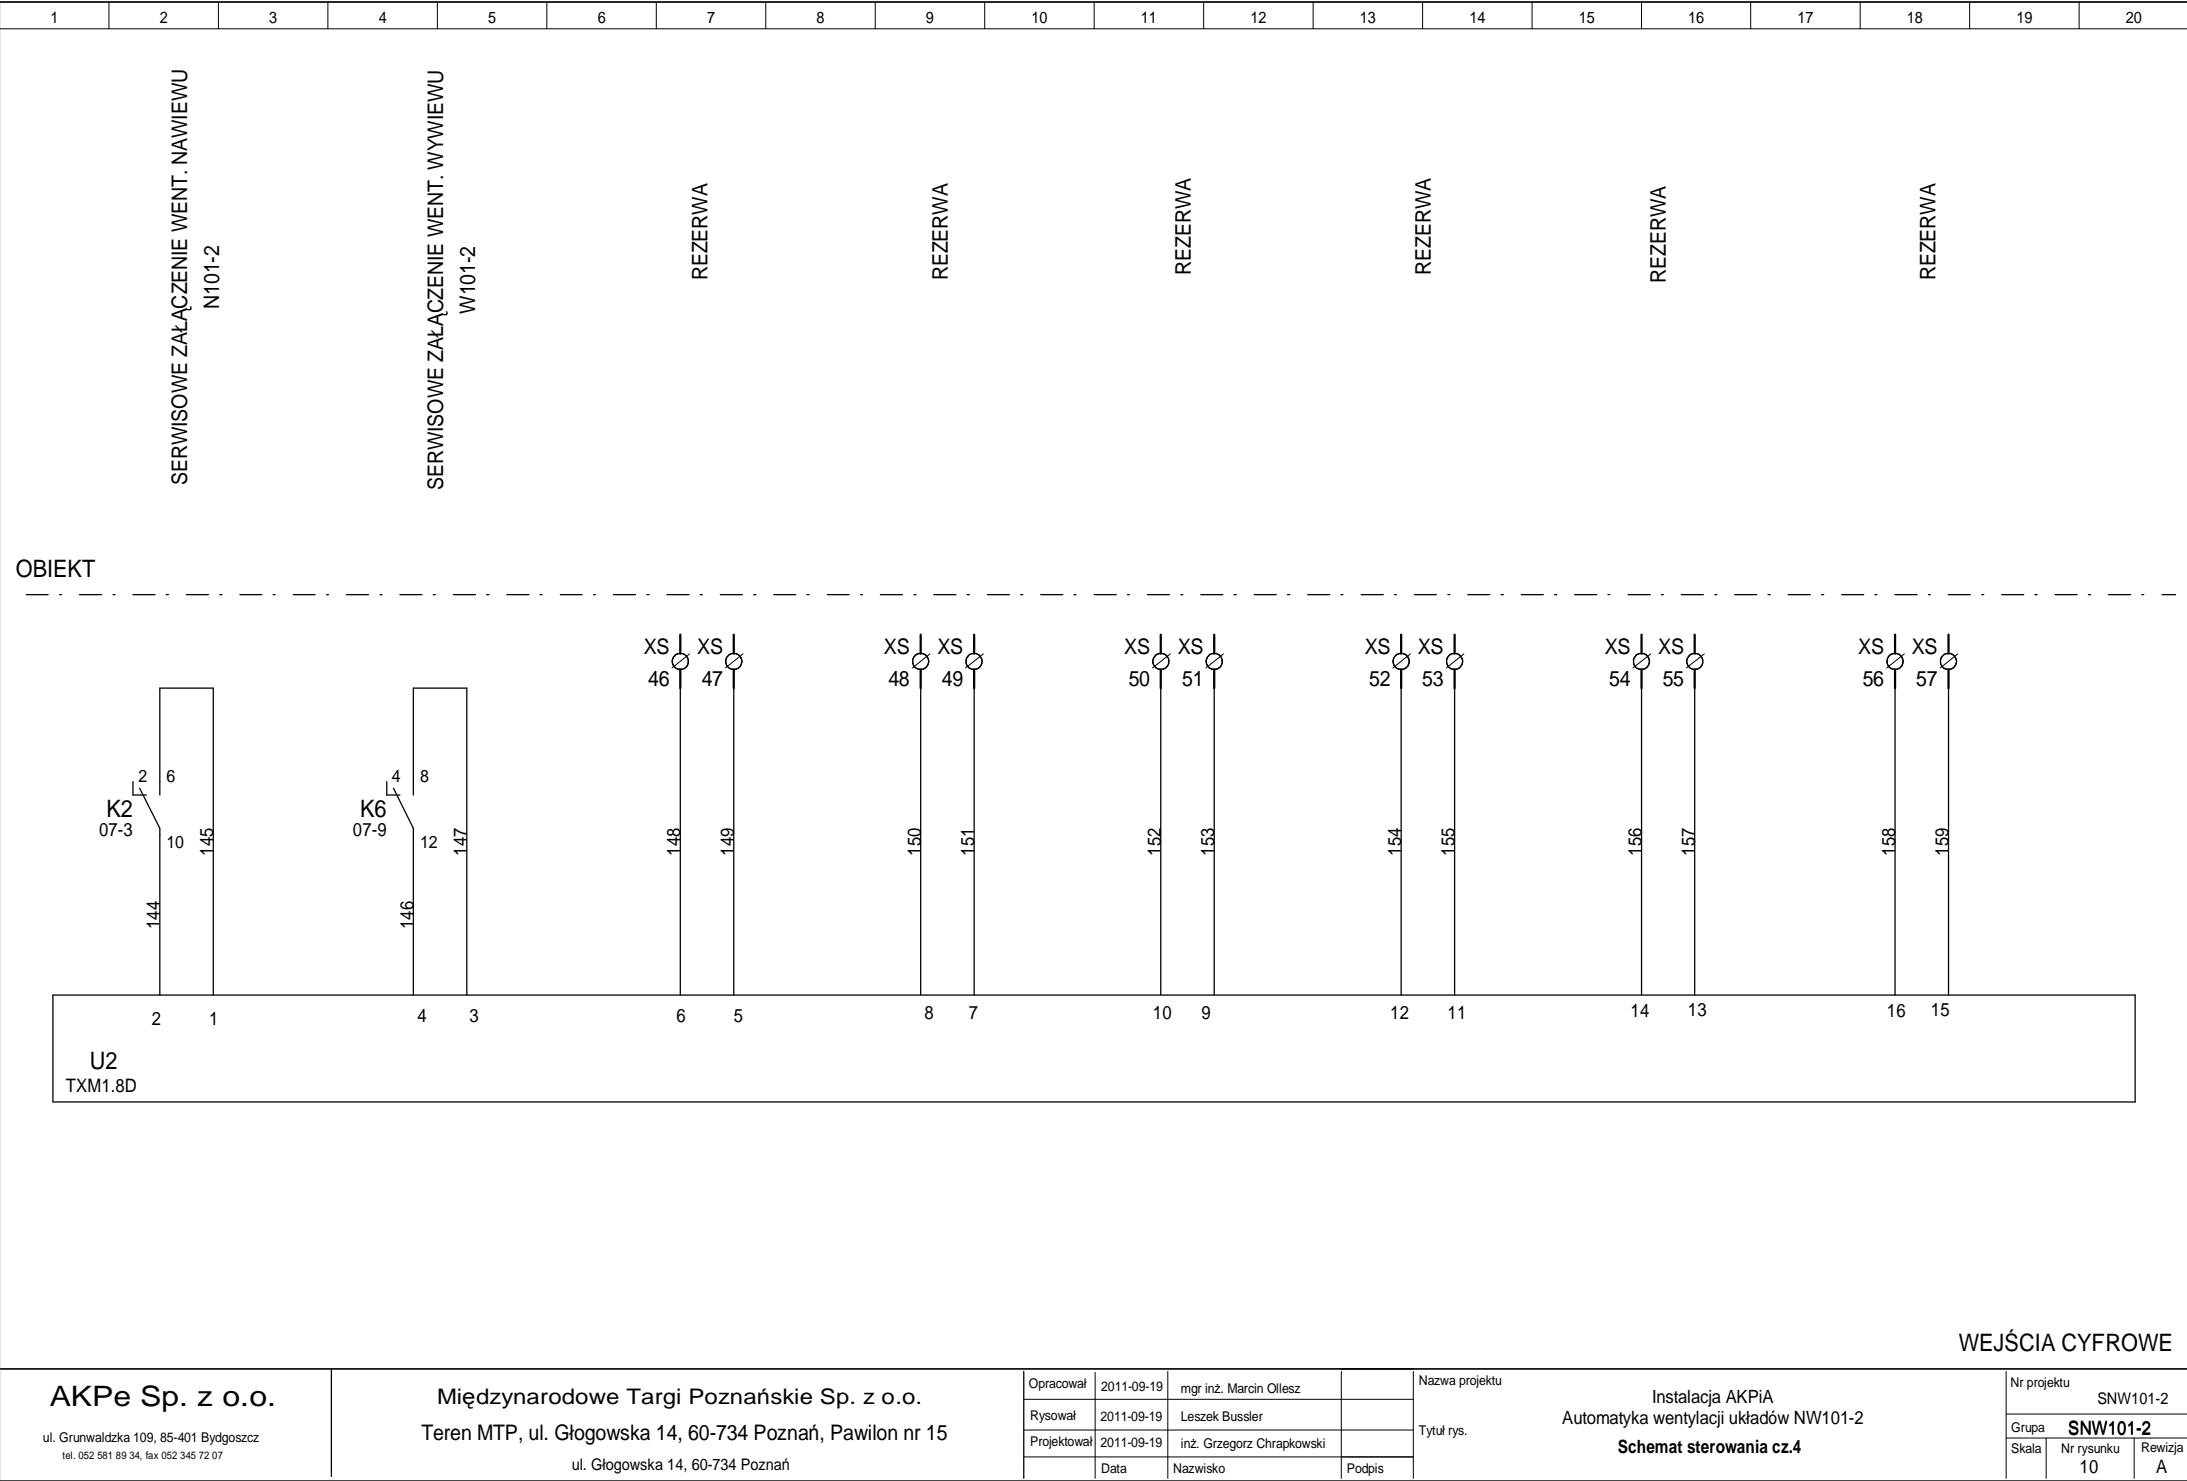 1 2 3 4 5 6 7 8 9 10 11 12 13 14 15 16 17 18 19 20
SERWISOWE ZAŁĄCZENIE WENT. NAWIEWU
N101-2
SERWISOWE ZAŁĄCZENIE WENT. WYWIEWU
W101-2
REZERWA
REZERWA
REZERWA
REZERWA
REZERWA
REZERWA
OBIEKT
XS XS XS XS XS XS XS XS XS XS XS XS
46 47 48 49 50 51 52 53 54 55 56 57
2 6 4 8
K2 K6
07-3 07-9
10 145 12 147 148 149 150 151 152 153 154 155 156 157 158 159
144 146
2 1 4 3 6 5 8 7 10 9 12 11 14 13 16 15
U2
TXM1.8D
WEJŚCIA CYFROWE
AKPe Sp. z o.o.
ul. Grunwaldzka 109, 85-401 Bydgoszcz
tel. 052 581 89 34, fax 052 345 72 07
Międzynarodowe Targi Poznańskie Sp. z o.o.
Teren MTP, ul. Głogowska 14, 60-734 Poznań, Pawilon nr 15
ul. Głogowska 14, 60-734 Poznań
Opracował 2011-09-19 mgr inż. Marcin Ollesz
Rysował 2011-09-19 Leszek Bussler
Projektował 2011-09-19 inż. Grzegorz Chrapkowski
Data Nazwisko Podpis
Nazwa projektu
Instalacja AKPiA
Automatyka wentylacji układów NW101-2
Tytuł rys.
Schemat sterowania cz.4
Nr projektu
SNW101-2
Grupa SNW101-2
Skala Nr rysunku Rewizja
10 A